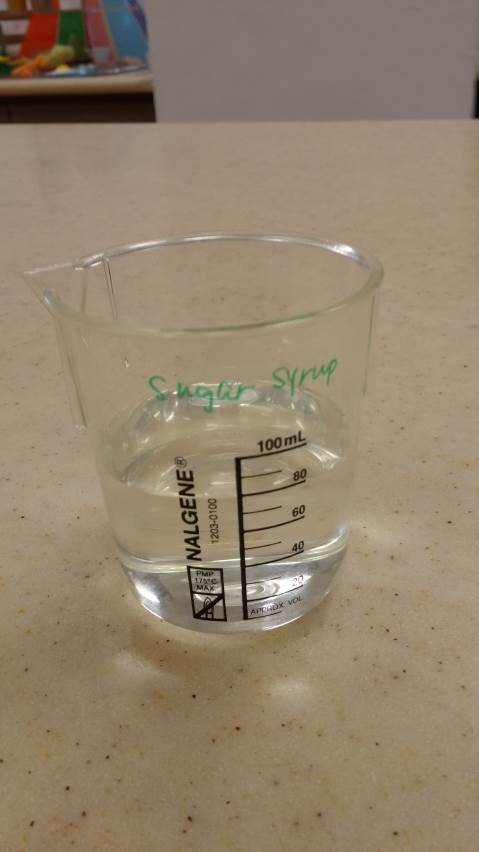 Sugar Syrup
100mL
80
60
40
20
APPROX. VOL
NALGENE®
1203-0100
PMP
175°C
MAX